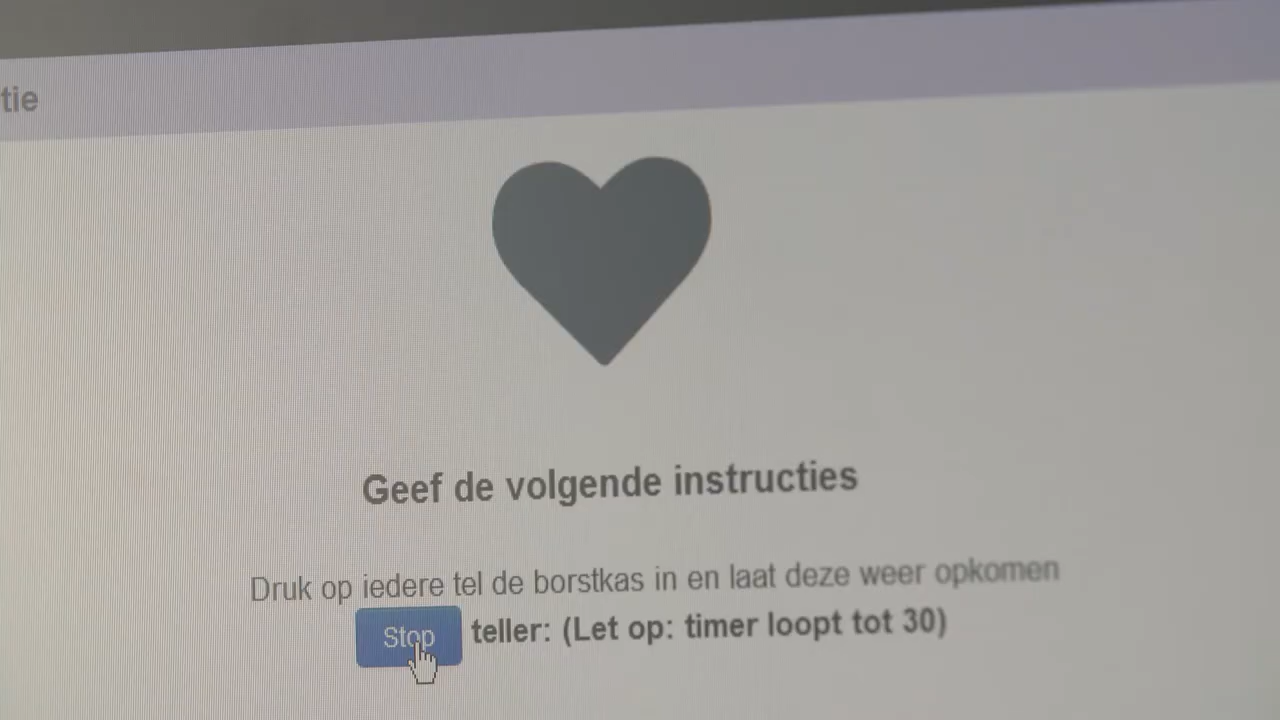 tie
Geef de volgende instructies
Druk op iedere tel de borstkas in en laat deze weer opkomen
Stop teller: (Let op: timer loopt tot 30)